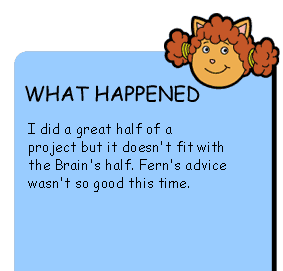 WHAT HAPPENED
I did a great half of a
project but it doesn't fit with
the Brain's half. Fern's advice
wasn't so good this time.